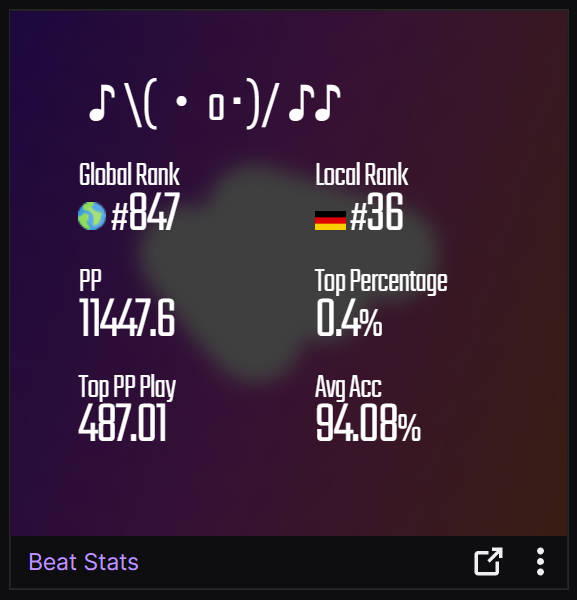 ♪ \( ・ o･)/ ♪♪
Global Rank
#847
Local Rank
#36
PP
11447.6
Top Percentage
0.4%
Top PP Play
487.01
Avg Acc
94.08%
Beat Stats